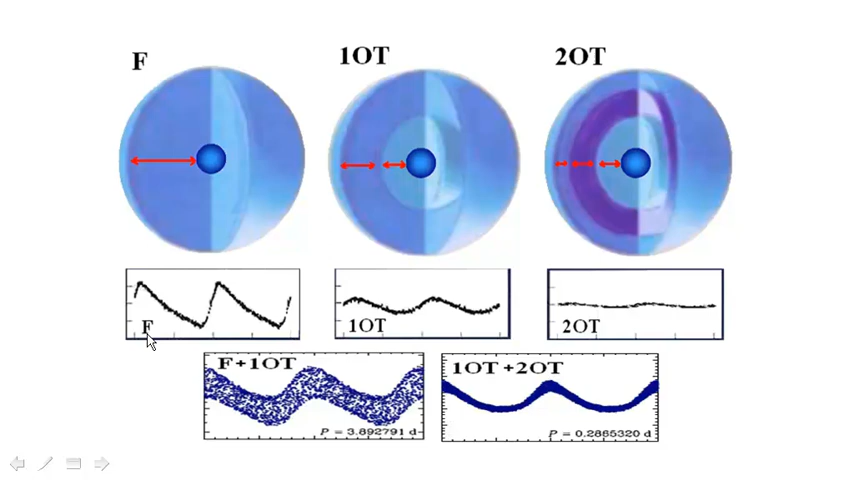 F
1OT
2OT
F
1OT
2OT
F+1OT
P = 3.892791 d
1OT +2OT
P = 0.2865320 d